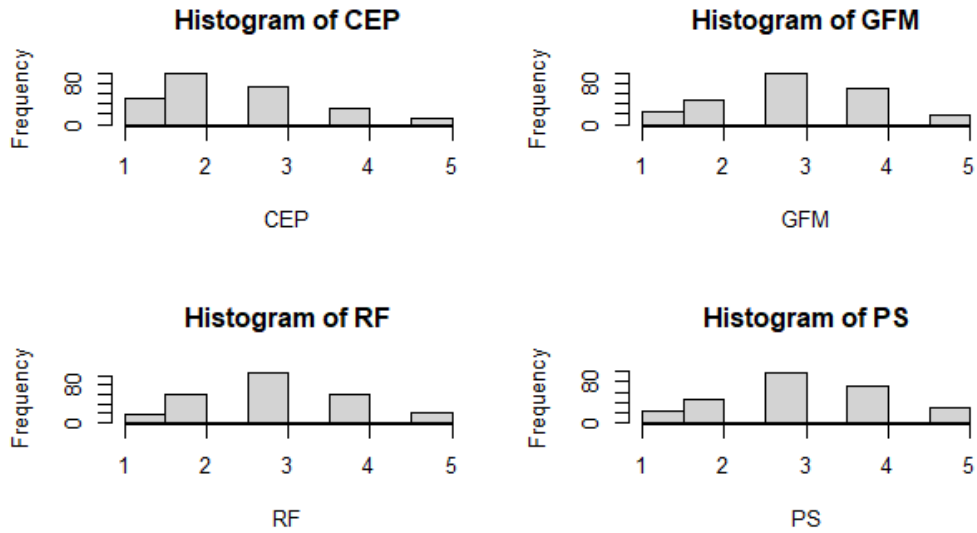 Histogram of CEP
Frequency
80
0
1 2 3 4 5
CEP
Histogram of GFM
Frequency
80
0
1 2 3 4 5
GFM
Histogram of RF
Frequency
80
0
1 2 3 4 5
RF
Histogram of PS
Frequency
80
0
1 2 3 4 5
PS